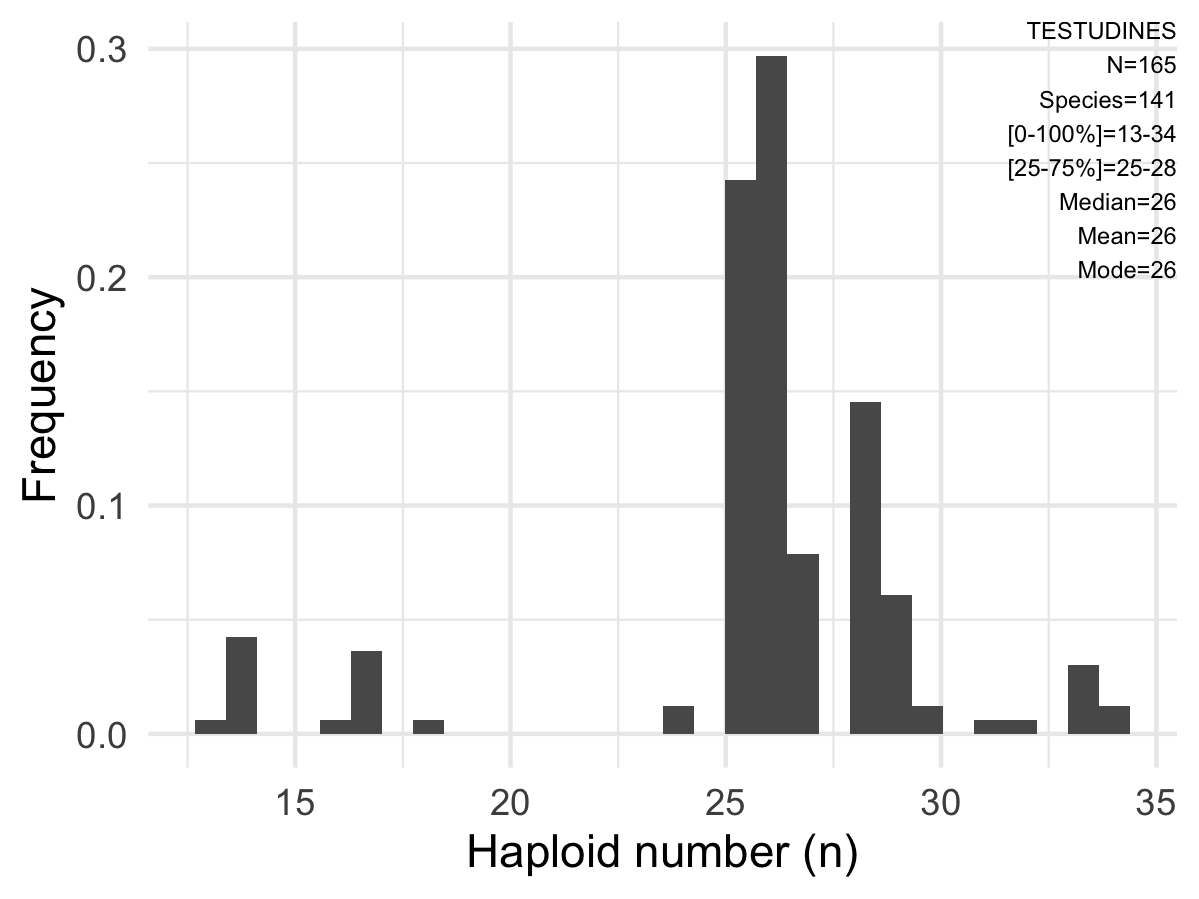 TESTUDINES
N=165
Species=141
[0-100%]=13-34
[25-75%]=25-28
Median=26
Mean=26
Mode=26
0.3
0.2
0.1
0.0
Frequency
15 20 25 30 35
Haploid number (n)